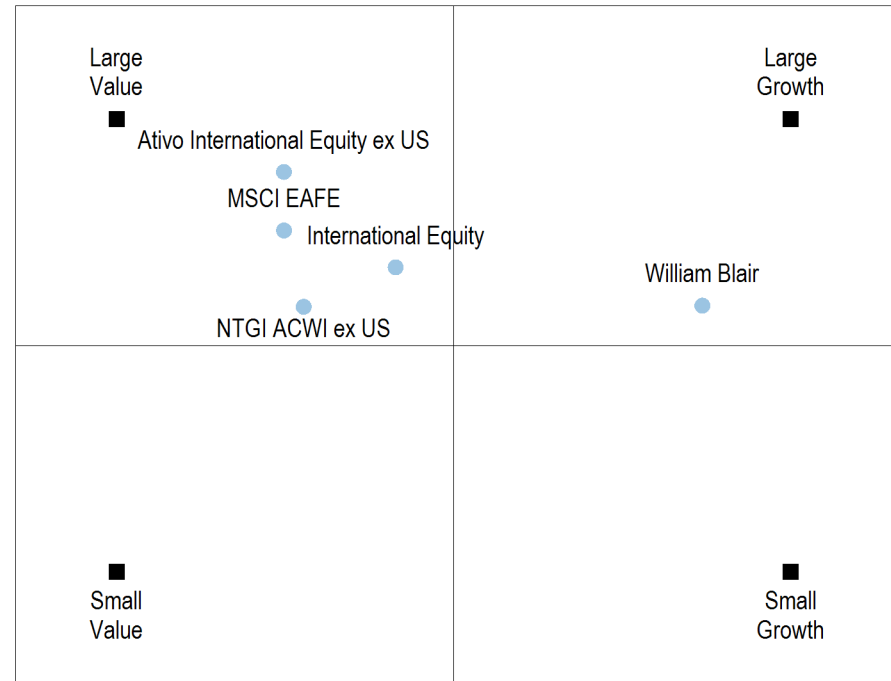 Large
Value
Large
Growth
Ativo International Equity ex US
MSCI EAFE
International Equity
William Blair
NTGI ACWI ex US
Small
Value
Small
Growth